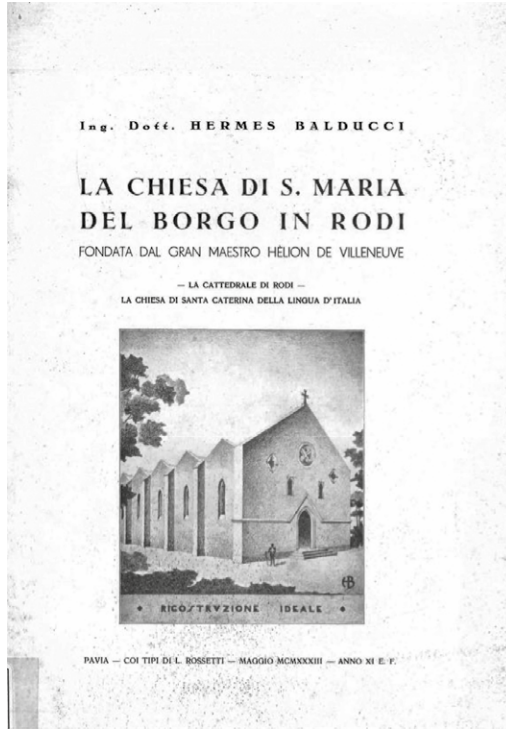 Ing. Dott. HERMES BALDUCCI
LA CHIESA DI S. MARIA
DEL BORGO IN RODI
FONDATA DAL GRAN MAESTRO HÉLION DE VILLENEUVE
— LA CATTEDRALE DI RODI —
LA CHIESA DI SANTA CATERINA DELLA LINGUA D'ITALIA
HB
• RICOSTRVZIONE IDEALE •
PAVIA — COI TIPI DI L. ROSSETTI — MAGGIO MCMXXXIII — ANNO XI E. F.